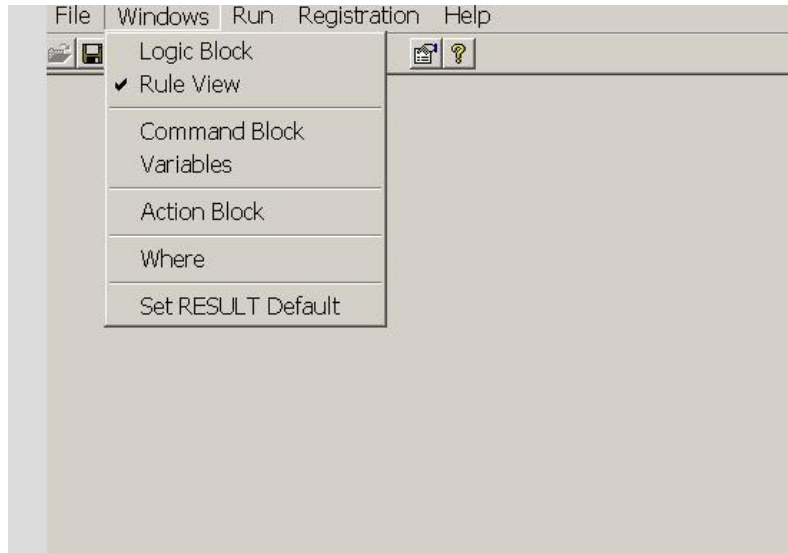 File Windows Run Registration Help
Logic Block
Rule View
Command Block
Variables
Action Block
Where
Set RESULT Default